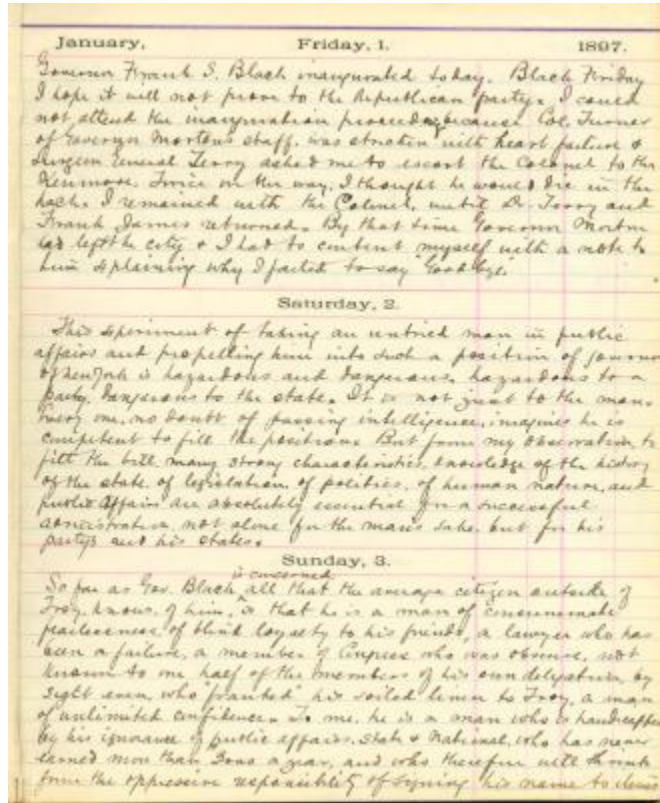 January, Friday, 1. 1897.
Governor Frank S. Black inaugurated today. Black Friday
I hope it will not prove to the Republican party. I could
not attend the inauguration proceedings because Col. Turner
of Governor Morton's staff, was stricken with heart failure &
Surgeon General Terry asked me to escort the Colonel to the
Kenmore. Twice on the way, I thought he would die in the
hack. I remained with the Colonel, until Dr. Terry and
Frank James returned. By that time Governor Morton
had left the city & I had to content myself with a note to
him explaining why I failed to say "Good bye."
Saturday, 2.
This experiment of taking an untried man in public
affairs and propelling him into such a position of governor
of New York is hazardous and dangerous. hazardous to a
party, dangerous to the state. It is not just to the man.
Every one, no doubt of passing intelligence, imagines he is
competent to fill the position. But from my observation, to
fill the bill, many strong characteristics, knowledge of the history
of the state, of legislation, of politics, of human nature, and
public affairs are absolutely essential for a successful
administration, not alone for the man's sake, but for his
party's and his state's.
Sunday, 3.
So far as Gov. Black is concerned all that the average citizen outside of
Troy, knows, of him, is that he is a man of consummate
fearlessness, of blind loyalty to his friends, a lawyer who has
been a failure, a member of Congress who was obscure, not
known to one half of the members of his own delegation, by
sight even, who "franked" his soiled linen to Troy, a man
of unlimited confidence. To me, he is a man who is handicapped
by his ignorance of public affairs, State & National, who has never
earned more than a year, and who therefore will shrink
from the oppressive responsibility of signing his name to